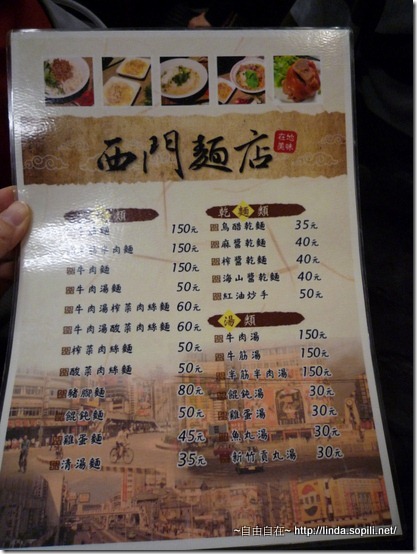 西門麵店
在地
風味
類
150元
牛肉麵 150元
牛肉麵 150元
牛肉湯麵 50元
牛肉湯榨菜肉絲麵 60元
牛肉湯酸菜肉絲麵 60元
榨菜肉絲麵 50元
酸菜肉絲麵 50元
豬腳麵 80元
餛飩麵 50元
雞蛋麵 45元
清湯麵 35元
乾麵類
烏醋乾麵 35元
麻醬乾麵 40元
榨醬乾麵 40元
海山醬乾麵 40元
紅油炒手 50元
湯類
牛肉湯 150元
牛筋湯 150元
半筋半肉湯 150元
餛飩湯 30元
雞蛋湯 30元
魚丸湯 30元
新竹貢丸湯 30元
~自由自在~ http://linda.sopili.net/